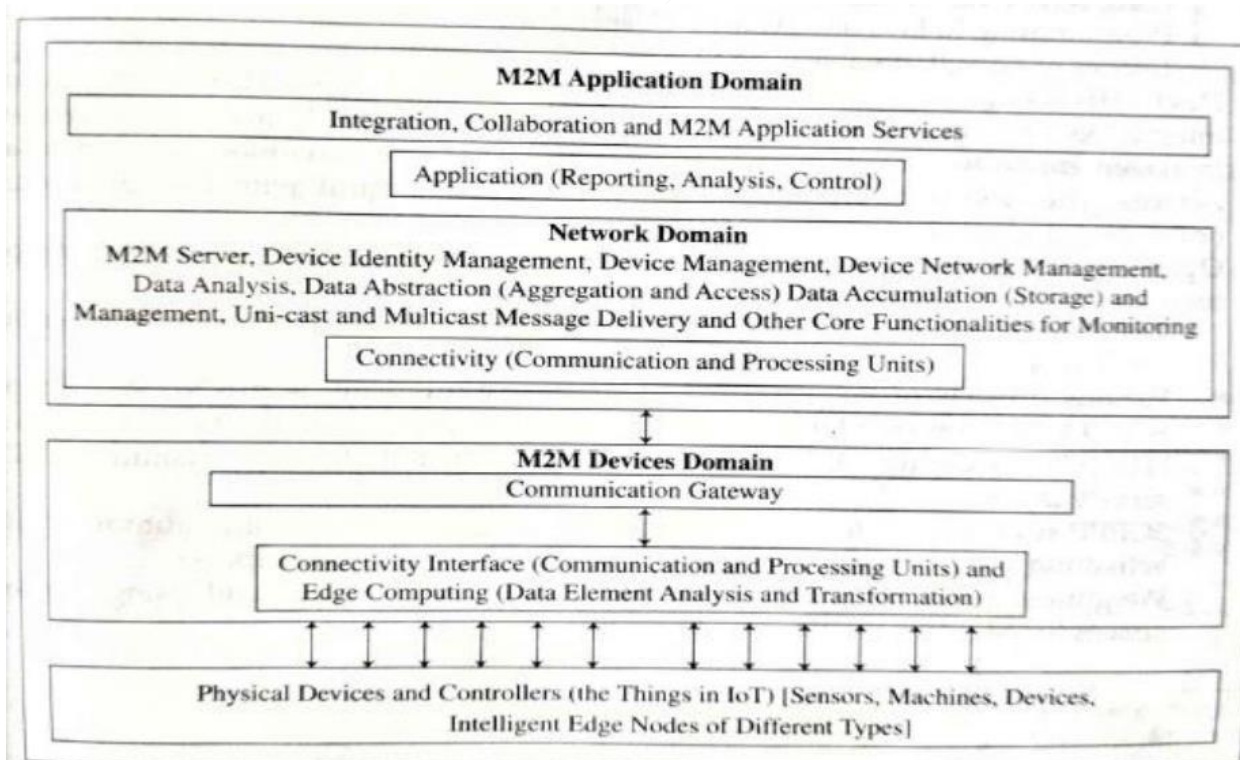 M2M Application Domain
Integration, Collaboration and M2M Application Services
Application (Reporting, Analysis, Control)
Network Domain
M2M Server, Device Identity Management, Device Management, Device Network Management,
Data Analysis, Data Abstraction (Aggregation and Access) Data Accumulation (Storage) and
Management, Uni-cast and Multicast Message Delivery and Other Core Functionalities for Monitoring
Connectivity (Communication and Processing Units)
M2M Devices Domain
Communication Gateway
Connectivity Interface (Communication and Processing Units) and
Edge Computing (Data Element Analysis and Transformation)
Physical Devices and Controllers (the Things in IoT) [Sensors, Machines, Devices,
Intelligent Edge Nodes of Different Types]